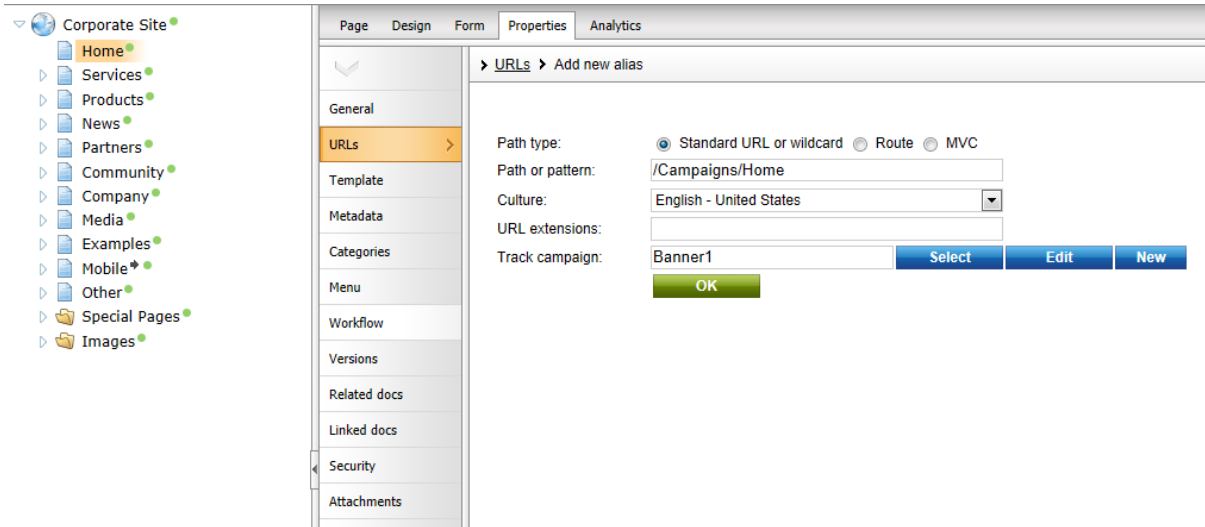 Corporate Site
Home
Services
Products
News
Partners
Community
Company
Media
Examples
Mobile
Other
Special Pages
Images
Page Design Form Properties Analytics
General
URLs
Template
Metadata
Categories
Menu
Workflow
Versions
Related docs
Linked docs
Security
Attachments
URLs Add new alias
Path type: Standard URL or wildcard Route MVC
Path or pattern: /Campaigns/Home
Culture: English - United States
URL extensions:
Track campaign: Banner1 Select Edit New
OK